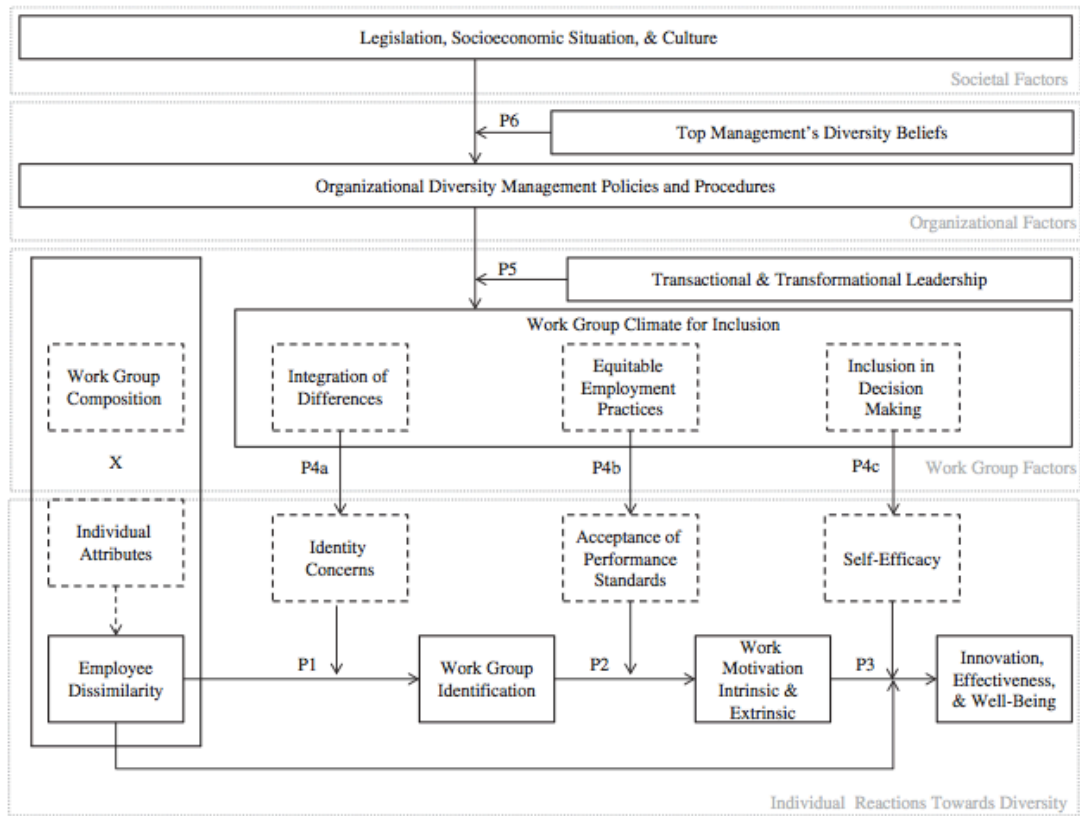 Legislation, Socioeconomic Situation, & Culture
Societal Factors
P6
Top Management's Diversity Beliefs
Organizational Diversity Management Policies and Procedures
Organizational Factors
P5
Transactional & Transformational Leadership
Work Group Climate for Inclusion
Work Group
Composition
Integration of
Differences
Equitable
Employment
Practices
Inclusion in
Decision
Making
X
P4a
P4b
P4c
Work Group Factors
Individual
Attributes
Identity
Concerns
Acceptance of
Performance
Standards
Self-Efficacy
Employee
Dissimilarity
P1
Work Group
Identification
P2
Work
Motivation
Intrinsic &
Extrinsic
P3
Innovation,
Effectiveness,
& Well-Being
Individual Reactions Towards Diversity